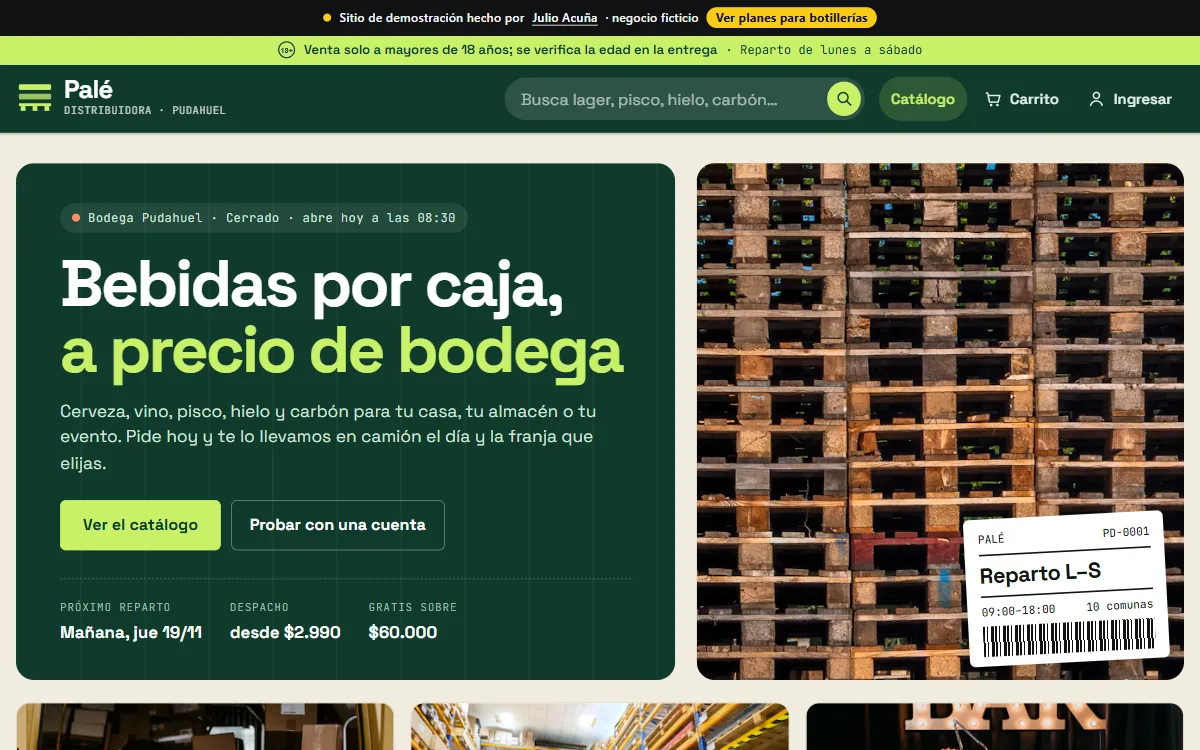 Sitio de demostración hecho por Julio Acuña · negocio ficticio Ver planes para botillerías
18+ Venta solo a mayores de 18 años; se verifica la edad en la entrega · Reparto de lunes a sábado
Palé
DISTRIBUIDORA · PUDAHUEL
Busca lager, pisco, hielo, carbón…
Catálogo
Carrito
Ingresar
Bodega Pudahuel · Cerrado · abre hoy a las 08:30
Bebidas por caja,
a precio de bodega
Cerveza, vino, pisco, hielo y carbón para tu casa, tu almacén o tu
evento. Pide hoy y te lo llevamos en camión el día y la franja que
elijas.
Ver el catálogo
Probar con una cuenta
PRÓXIMO REPARTO
Mañana, jue 19/11
DESPACHO
desde $2.990
GRATIS SOBRE
$60.000
PALÉ PD-0001
Reparto L–S
09:00–18:00 10 comunas
BAR